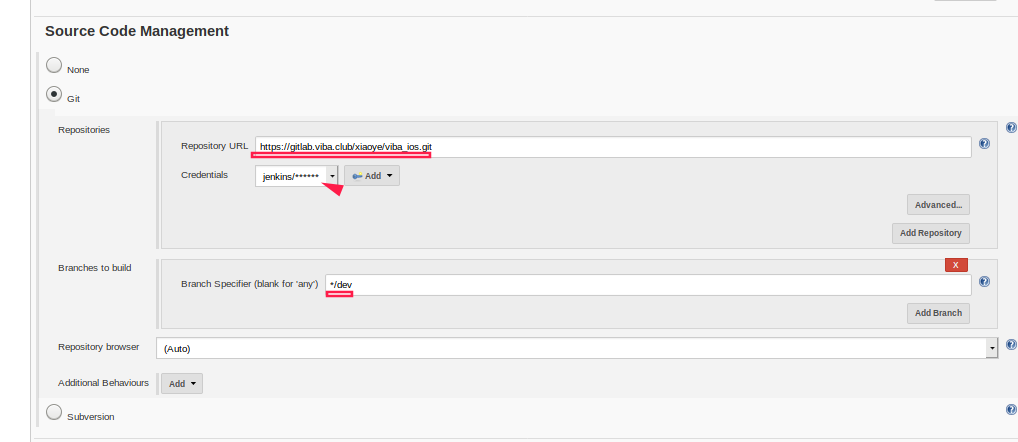 Source Code Management
None
Git
Repositories
Repository URL https://gitlab.viba.club/xiaoye/viba_ios.git
Credentials jenkins/****** Add
Advanced...
Add Repository
Branches to build
X
Branch Specifier (blank for 'any') */dev
Add Branch
Repository browser (Auto)
Additional Behaviours Add
Subversion